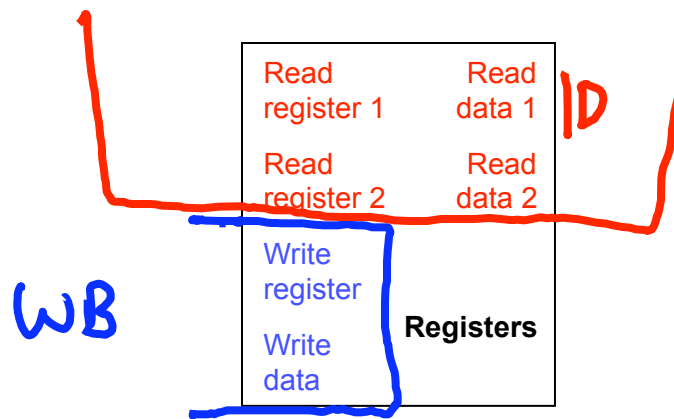 Read
register 1
Read
data 1
ID
Read
register 2
Read
data 2
Write
register
WB
Registers
Write
data